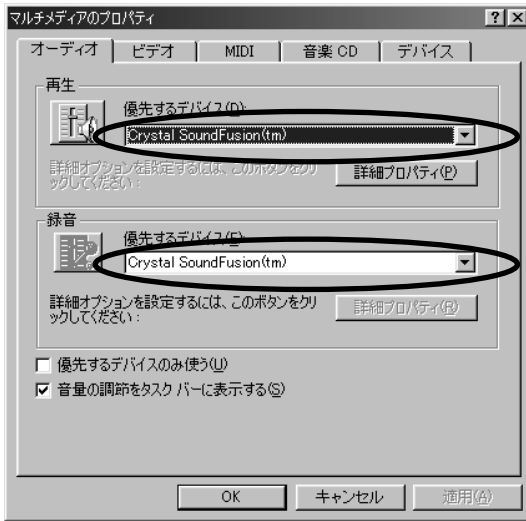 マルチメディアのプロパティ
オーディオ ビデオ MIDI 音楽 CD デバイス
再生
優先するデバイス(D):
Crystal SoundFusion(tm)
詳細オプションを設定するには、このボタンをクリ
ックしてください:
詳細プロパティ(P)
録音
優先するデバイス(E):
Crystal SoundFusion(tm)
詳細オプションを設定するには、このボタンをクリ
ックしてください:
詳細プロパティ(R)
優先するデバイスのみ使う(U)
音量の調節をタスク バーに表示する(S)
OK キャンセル 適用(A)